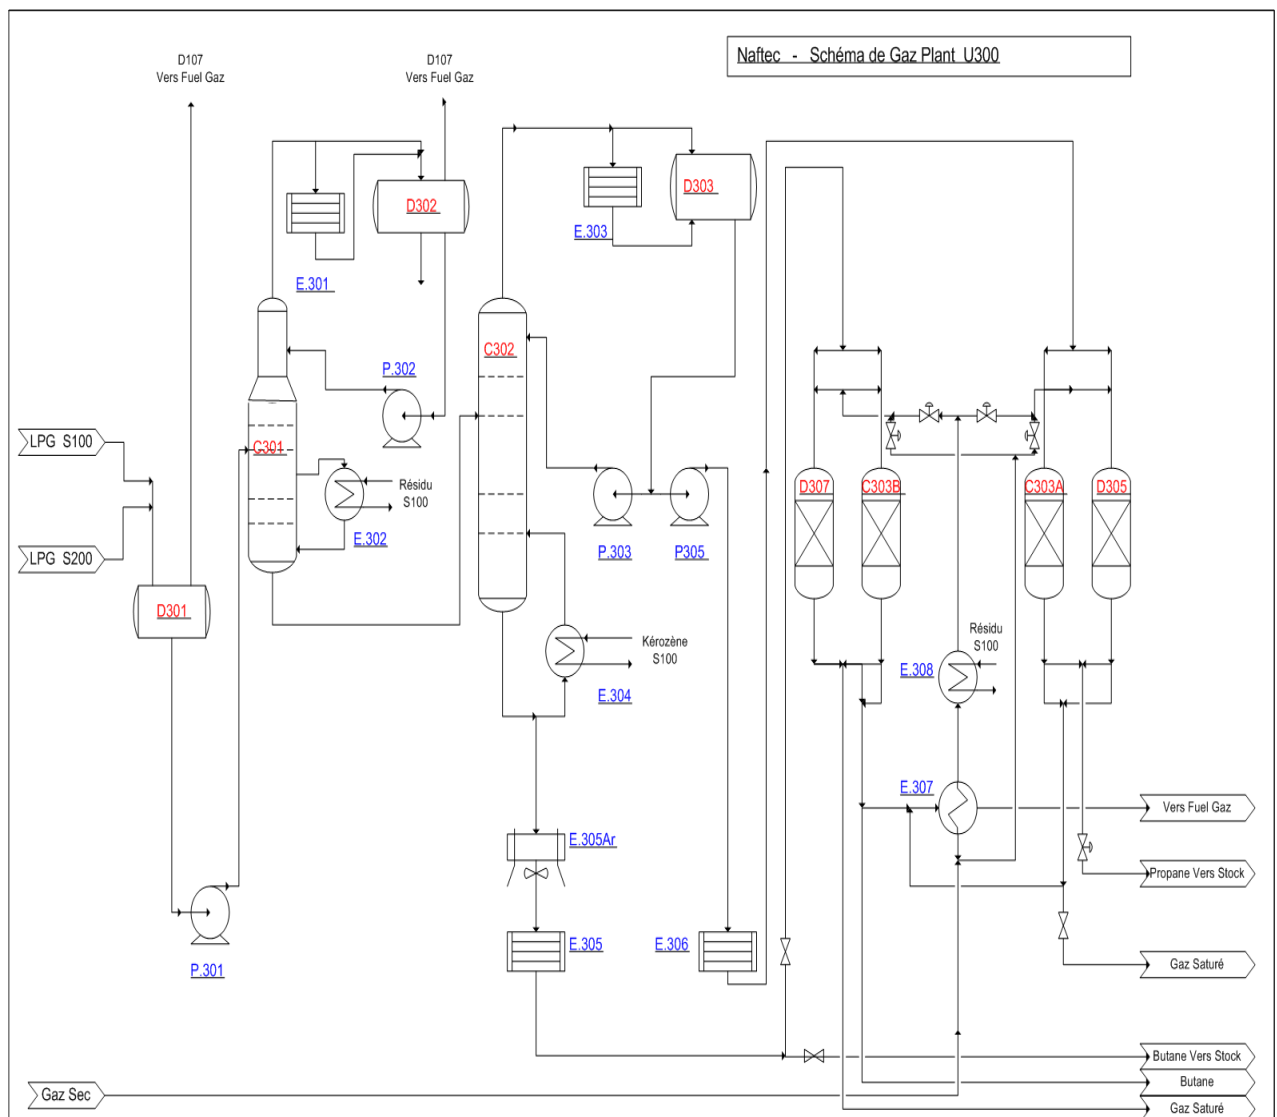 Naftec - Schéma de Gaz Plant U300
D107
Vers Fuel Gaz
D107
Vers Fuel Gaz
D302
D303
E.301
E.303
C302
P.302
LPG S100
C301
Résidu
S100
E.302
LPG S200
P.303
P305
D307
C303B
C303A
D305
D301
Kérozène
S100
E.304
Résidu
S100
E.308
E.307
Vers Fuel Gaz
E.305Ar
Propane Vers Stock
E.305
E.306
P.301
Gaz Saturé
Butane Vers Stock
Butane
Gaz Sec
Gaz Saturé